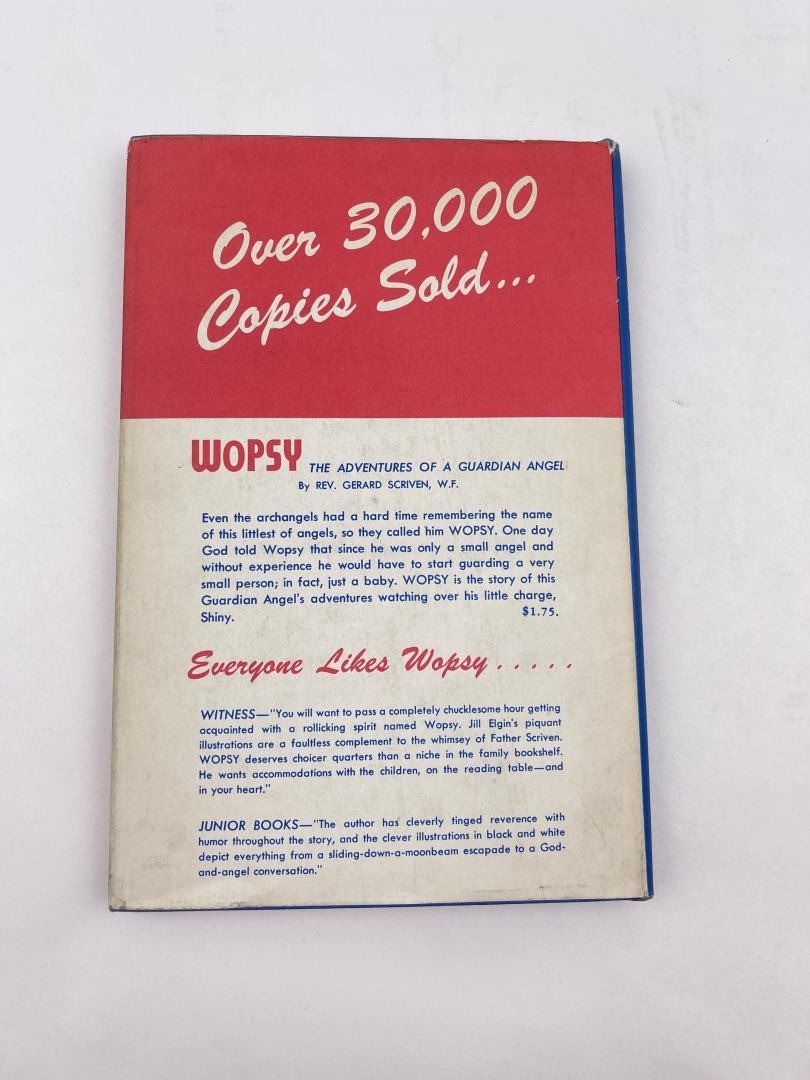 Over 30,000
Copies Sold...
WOPSY THE ADVENTURES OF A GUARDIAN ANGEL
By REV. GERARD SCRIVEN, W.F.
Even the archangels had a hard time remembering the name
of this littlest of angels, so they called him WOPSY. One day
God told Wopsy that since he was only a small angel and
without experience he would have to start guarding a very
small person; in fact, just a baby. WOPSY is the story of this
Guardian Angel's adventures watching over his little charge,
Shiny. $1.75.
Everyone Likes Wopsy . . . . .
WITNESS—"You will want to pass a completely chucklesome hour getting
acquainted with a rollicking spirit named Wopsy. Jill Elgin's piquant
illustrations are a faultless complement to the whimsy of Father Scriven.
WOPSY deserves choicer quarters than a niche in the family bookshelf.
He wants accommodations with the children, on the reading table—and
in your heart."
JUNIOR BOOKS—"The author has cleverly tinged reverence with
humor throughout the story, and the clever illustrations in black and white
depict everything from a sliding-down-a-moonbeam escapade to a God-
and-angel conversation."